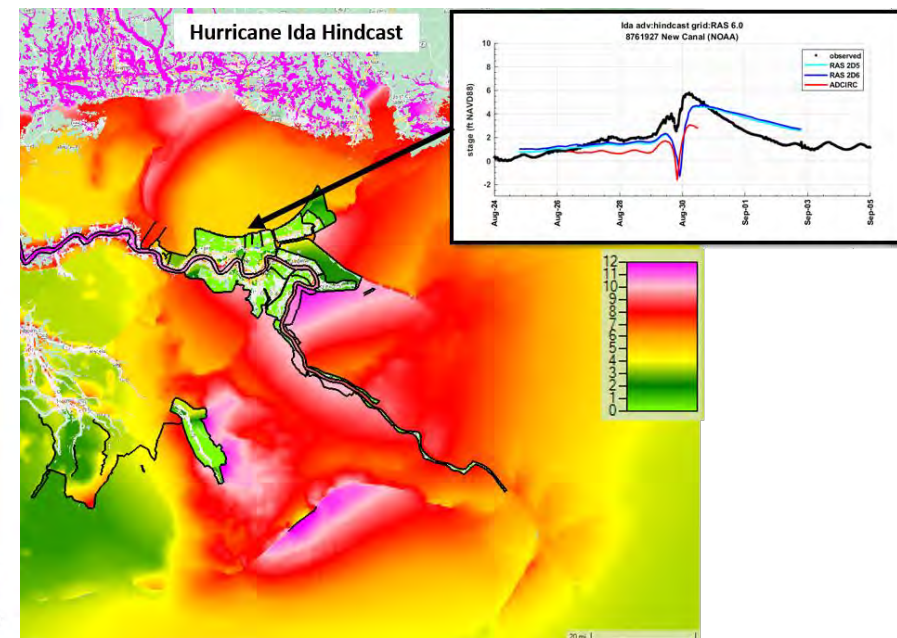 Hurricane Ida Hindcast
Ida adv:hindcast grid:RAS 6.0
8761927 New Canal (NOAA)
10
8
6
4
2
0
-2
stage (ft NAVD88)
observed
RAS 2D5
RAS 2D6
ADCIRC
Aug-24
Aug-26
Aug-28
Aug-30
Sep-01
Sep-03
Sep-05
12
11
10
9
8
7
6
5
4
3
2
1
0
20 mi